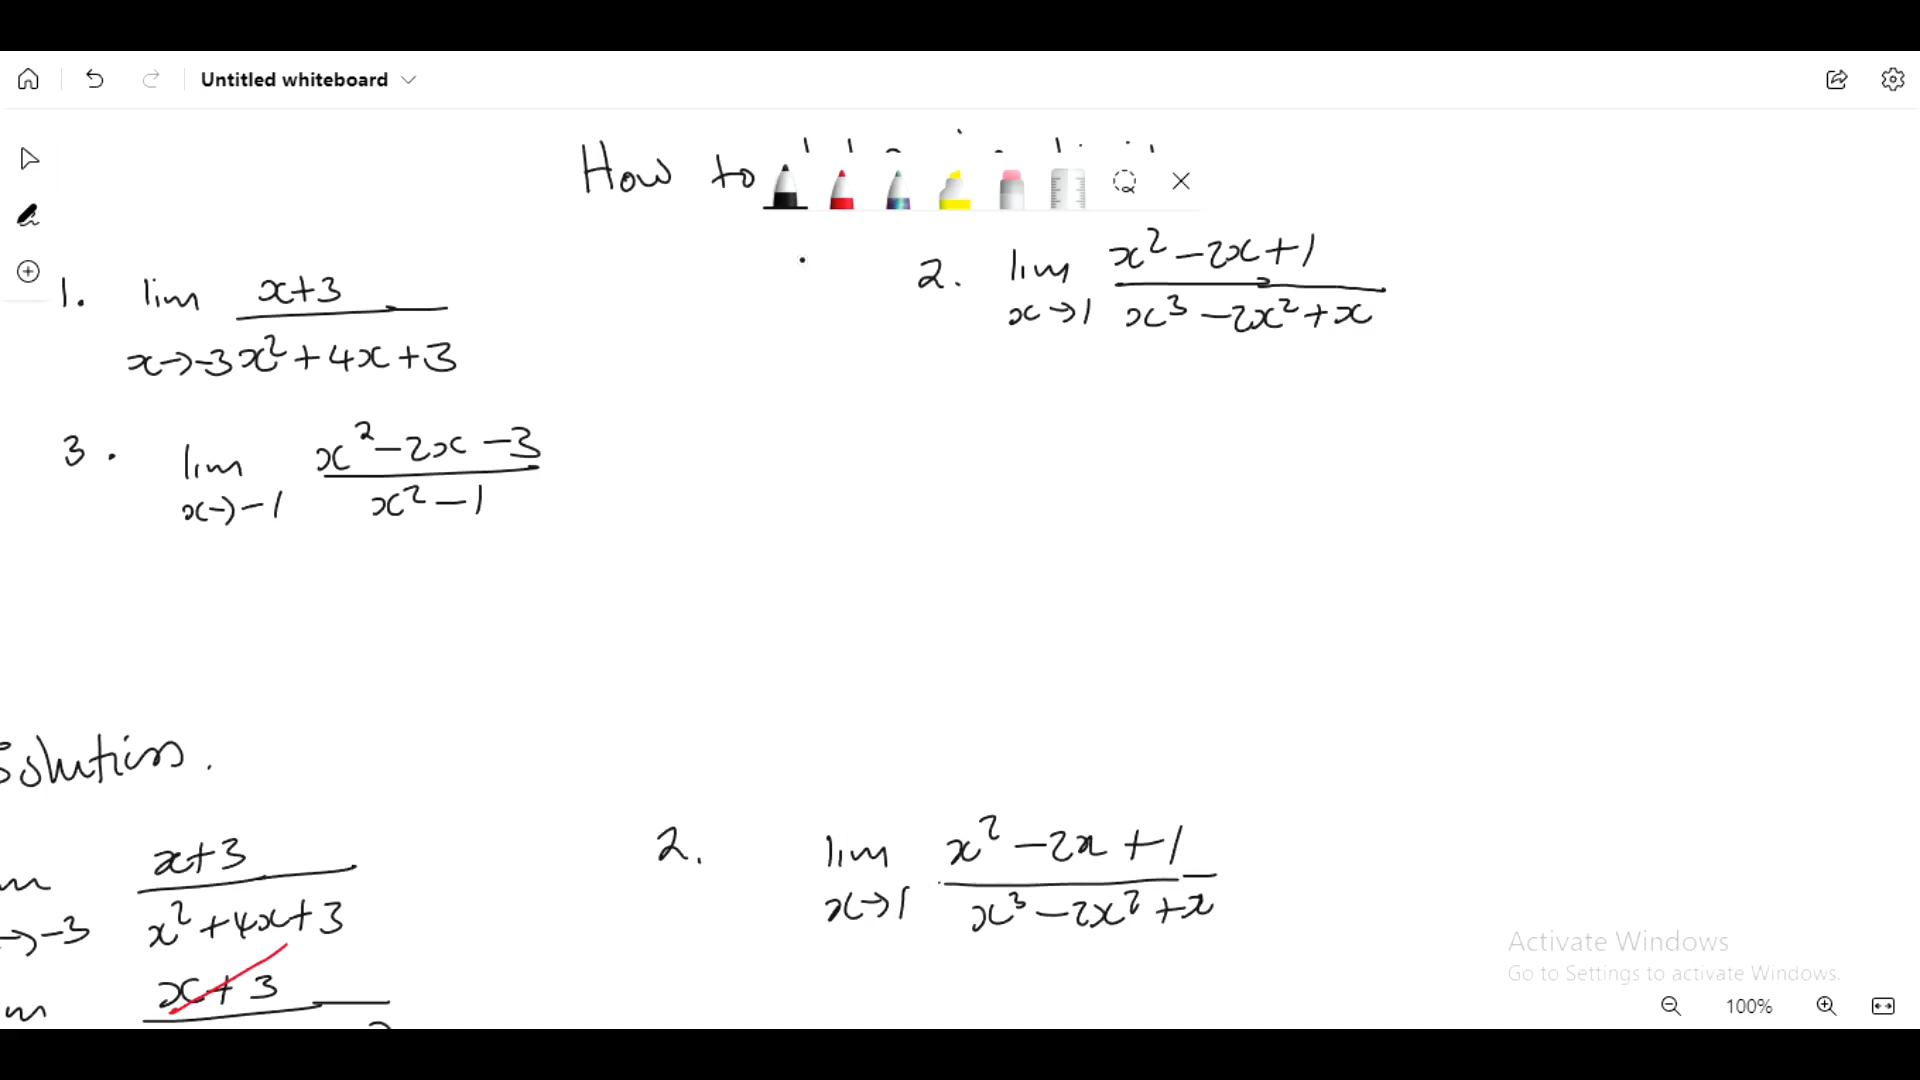 Untitled whiteboard
How to
1. lim x+3
x→-3 x²+4x+3
2. lim x²-2x+1
x→1 x³-2x²+x
3. lim x²-2x-3
x→-1 x²-1
Solutions.
x+3
→-3 x²+4x+3
x+3
2. lim x²-2x+1
x→1 x³-2x²+x
Activate Windows
Go to Settings to activate Windows.
100%